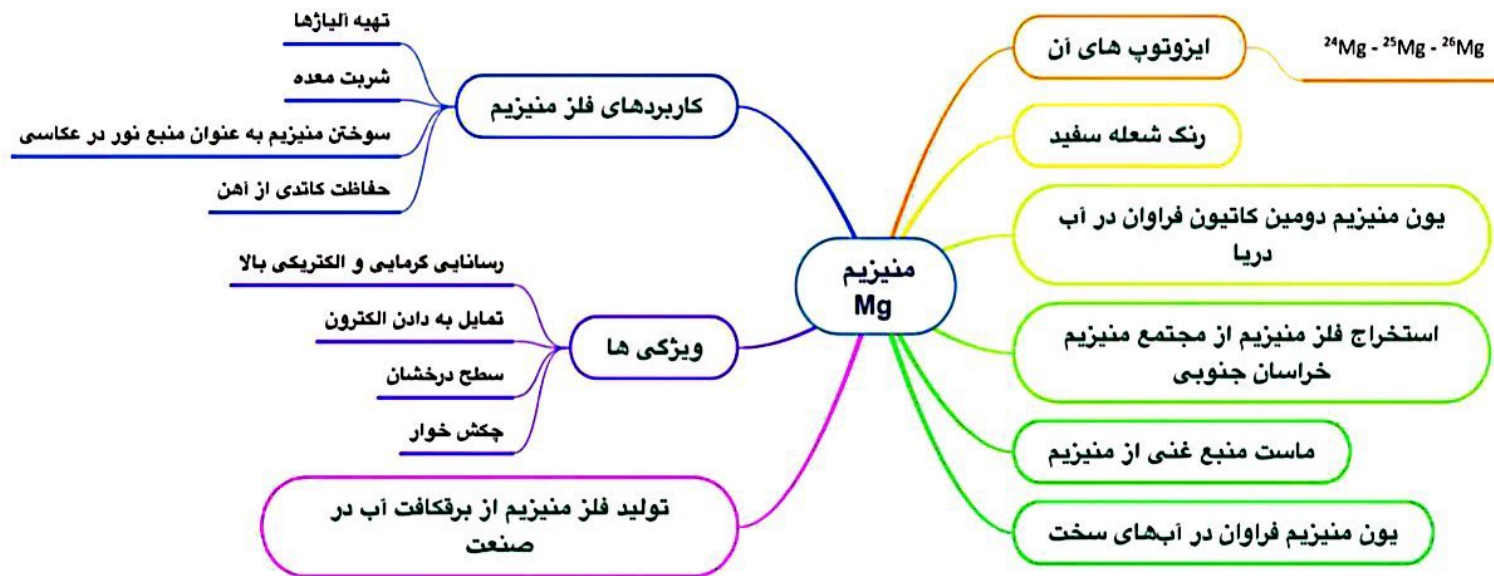 منیزیم
Mg
ایزوتوپ های آن
²⁴Mg - ²⁵Mg - ²⁶Mg
رنگ شعله سفید
یون منیزیم دومین کاتیون فراوان در آب
دریا
استخراج فلز منیزیم از مجتمع منیزیم
خراسان جنوبی
ماست منبع غنی از منیزیم
یون منیزیم فراوان در آب‌های سخت
کاربردهای فلز منیزیم
تهیه آلیاژها
شربت معده
سوختن منیزیم به عنوان منبع نور در عکاسی
حفاظت کاتدی از آهن
ویژگی ها
رسانایی گرمایی و الکتریکی بالا
تمایل به دادن الکترون
سطح درخشان
چکش خوار
تولید فلز منیزیم از برقکافت آب در
صنعت